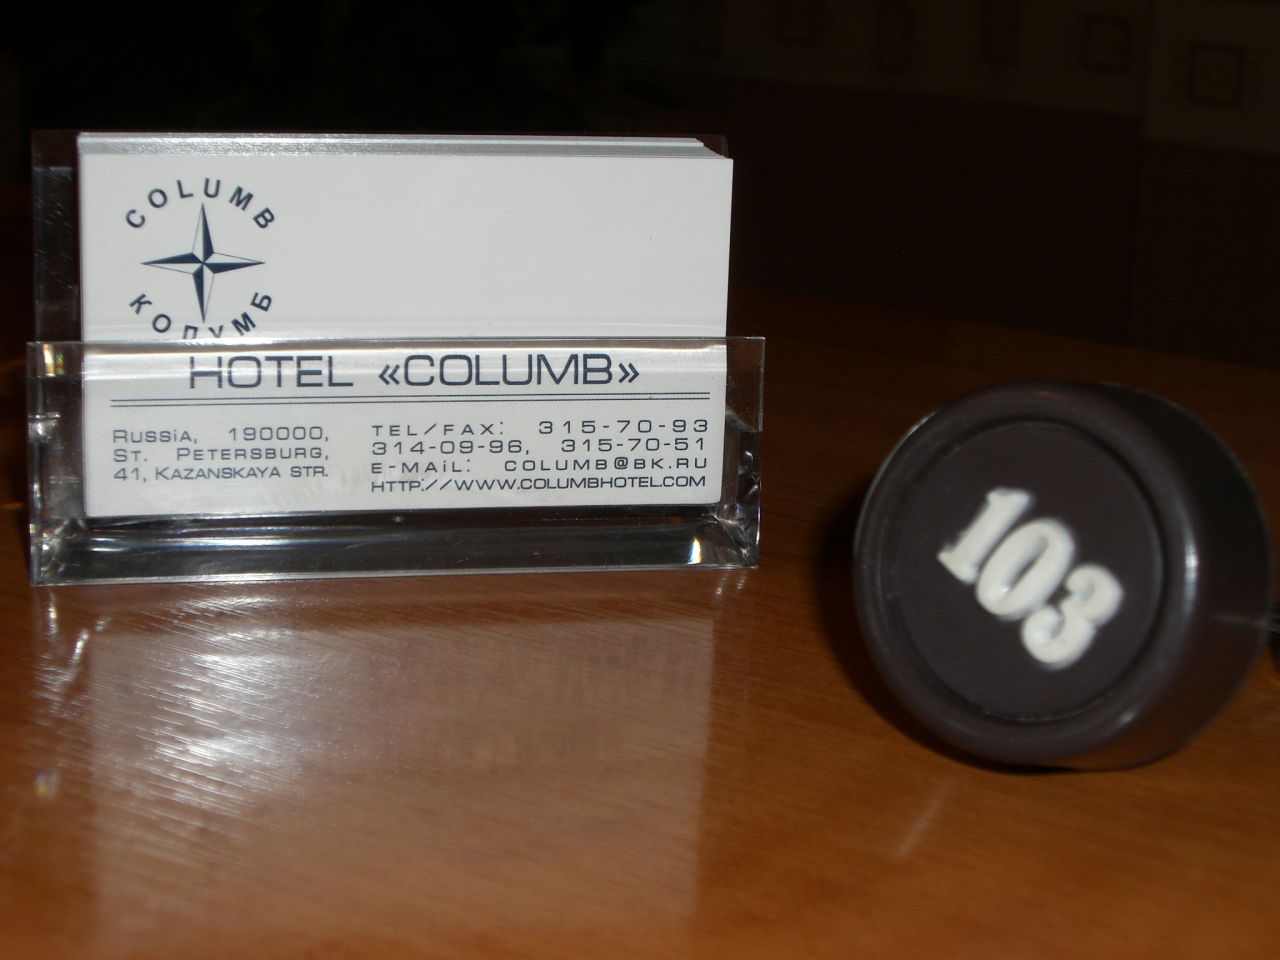 COLUMB
КОЛУМБ
HOTEL «COLUMB»
RUSSiA, 190000,
ST. PETERSBURG,
41, KAZANSKAYA STR.
TEL/FAX: 315-70-93
314-09-96, 315-70-51
E-MAiL: COLUMB@BK.RU
HTTP://WWW.COLUMBHOTEL.COM
103